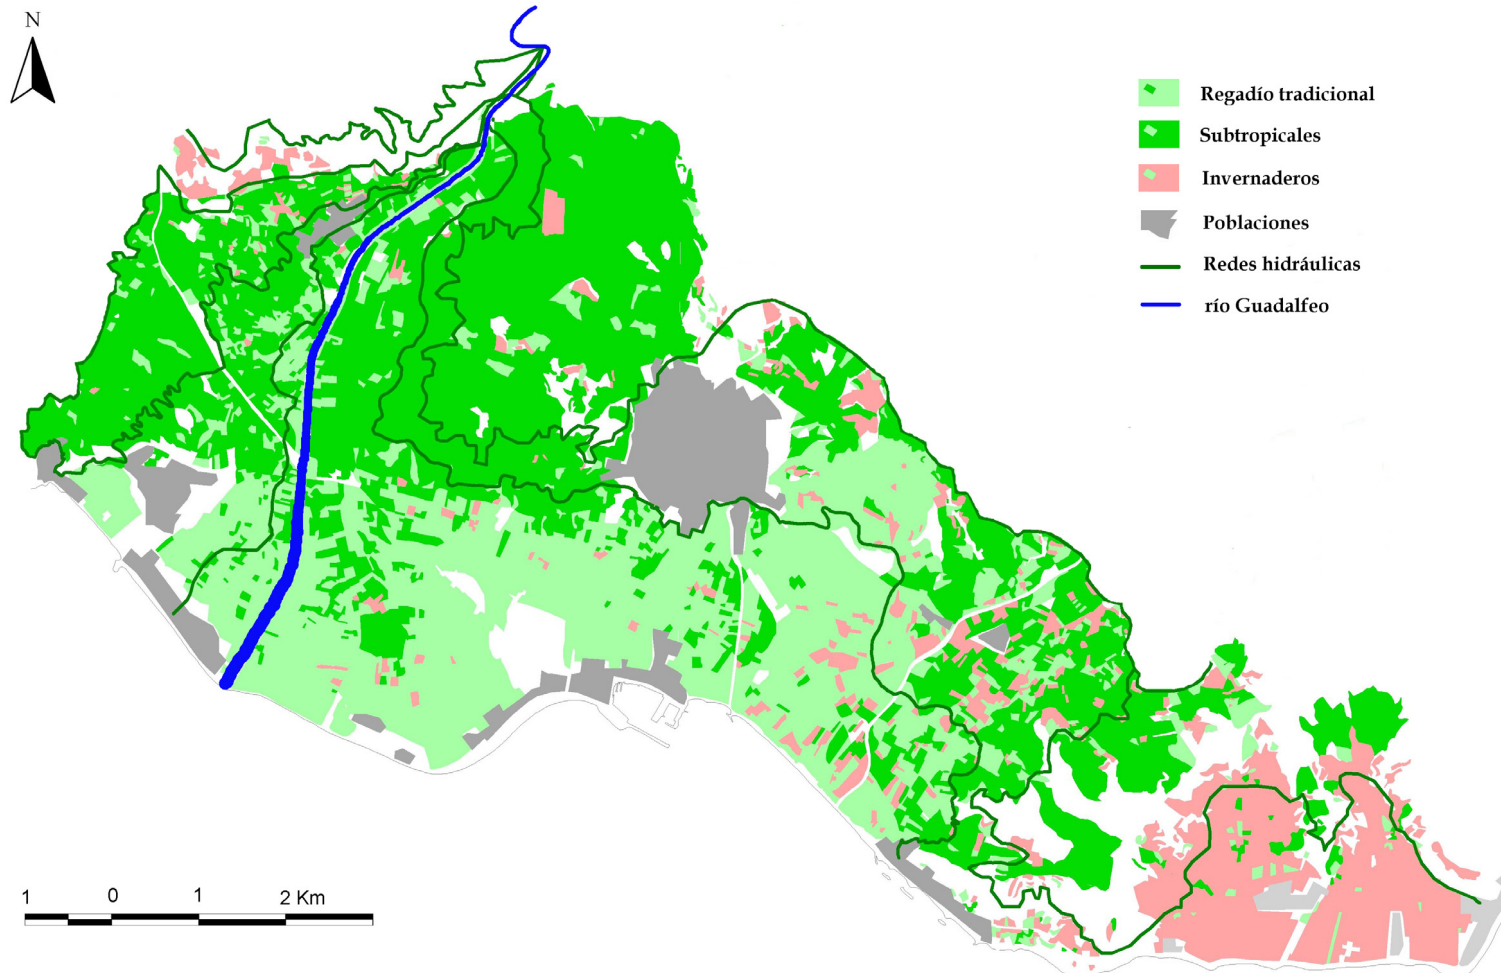 N
Regadío tradicional
Subtropicales
Invernaderos
Poblaciones
Redes hidráulicas
río Guadalfeo
1 0 1 2 Km